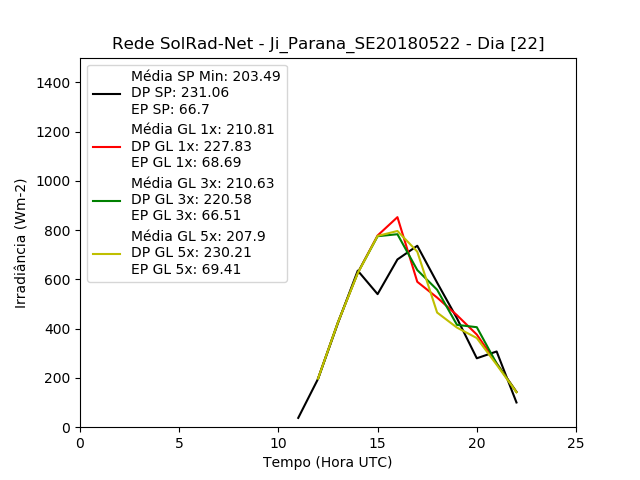 Rede SolRad-Net - Ji_Parana_SE20180522 - Dia [22]
Média SP Min: 203.49
DP SP: 231.06
EP SP: 66.7
Média GL 1x: 210.81
DP GL 1x: 227.83
EP GL 1x: 68.69
Média GL 3x: 210.63
DP GL 3x: 220.58
EP GL 3x: 66.51
Média GL 5x: 207.9
DP GL 5x: 230.21
EP GL 5x: 69.41
Irradiância (Wm-2)
1400
1200
1000
800
600
400
200
0
0 5 10 15 20 25
Tempo (Hora UTC)